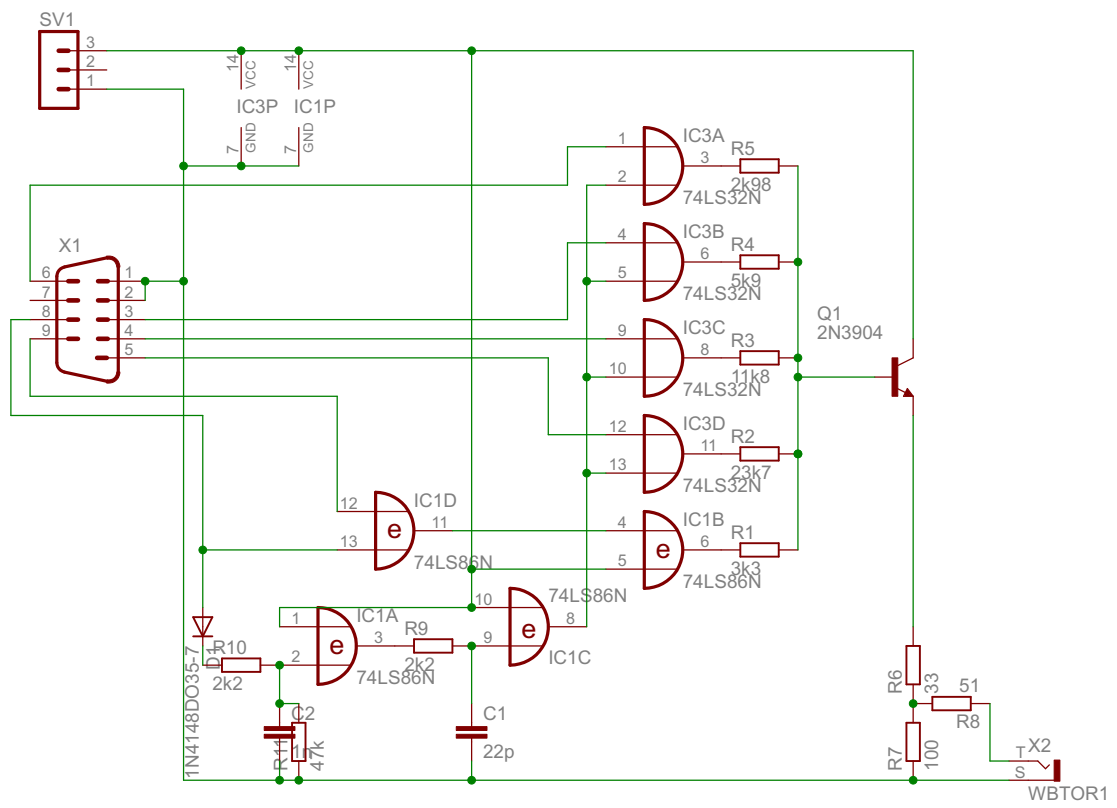 SV1
3
2
1
14
VCC
14
VCC
IC3P
IC1P
7
GND
7
GND
X1
6
7
8
9
1
2
3
4
5
1
2
IC3A
3
74LS32N
R5
2k98
4
5
IC3B
6
74LS32N
R4
5k9
9
10
IC3C
8
74LS32N
R3
11k8
12
13
IC3D
11
74LS32N
R2
23k7
Q1
2N3904
12
13
IC1D
e
11
74LS86N
4
5
IC1B
e
6
74LS86N
R1
3k3
10
9
74LS86N
e
8
IC1C
1
2
IC1A
e
3
74LS86N
R9
2k2
D1
1N4148DO35-7
R10
2k2
C2
1n
R11
47k
C1
22p
R6
33
51
R8
R7
100
T
S
X2
WBTOR1